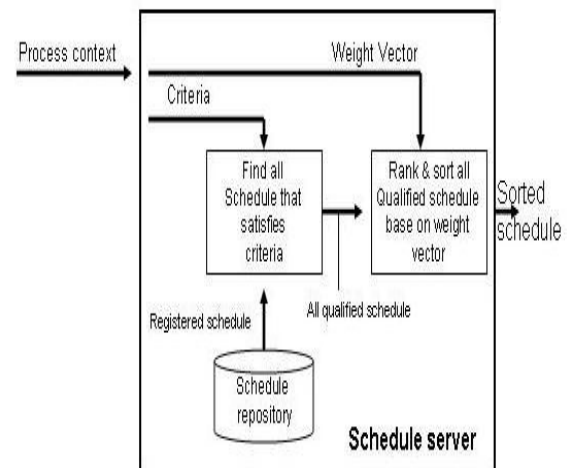 Process context
Weight Vector
Criteria
Find all
Schedule that
satisfies
criteria
Rank & sort all
Qualified schedule
base on weight
vector
Sorted
schedule
Registered schedule
All qualified schedule
Schedule
repository
Schedule server